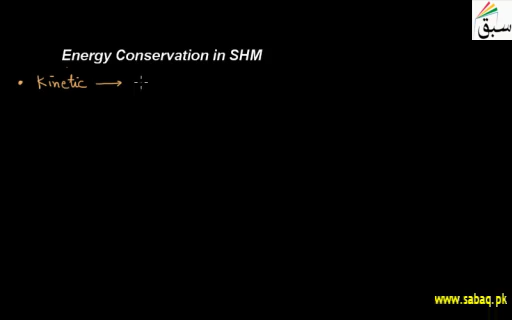 سبق
Energy Conservation in SHM
• Kinetic →
www.sabaq.pk